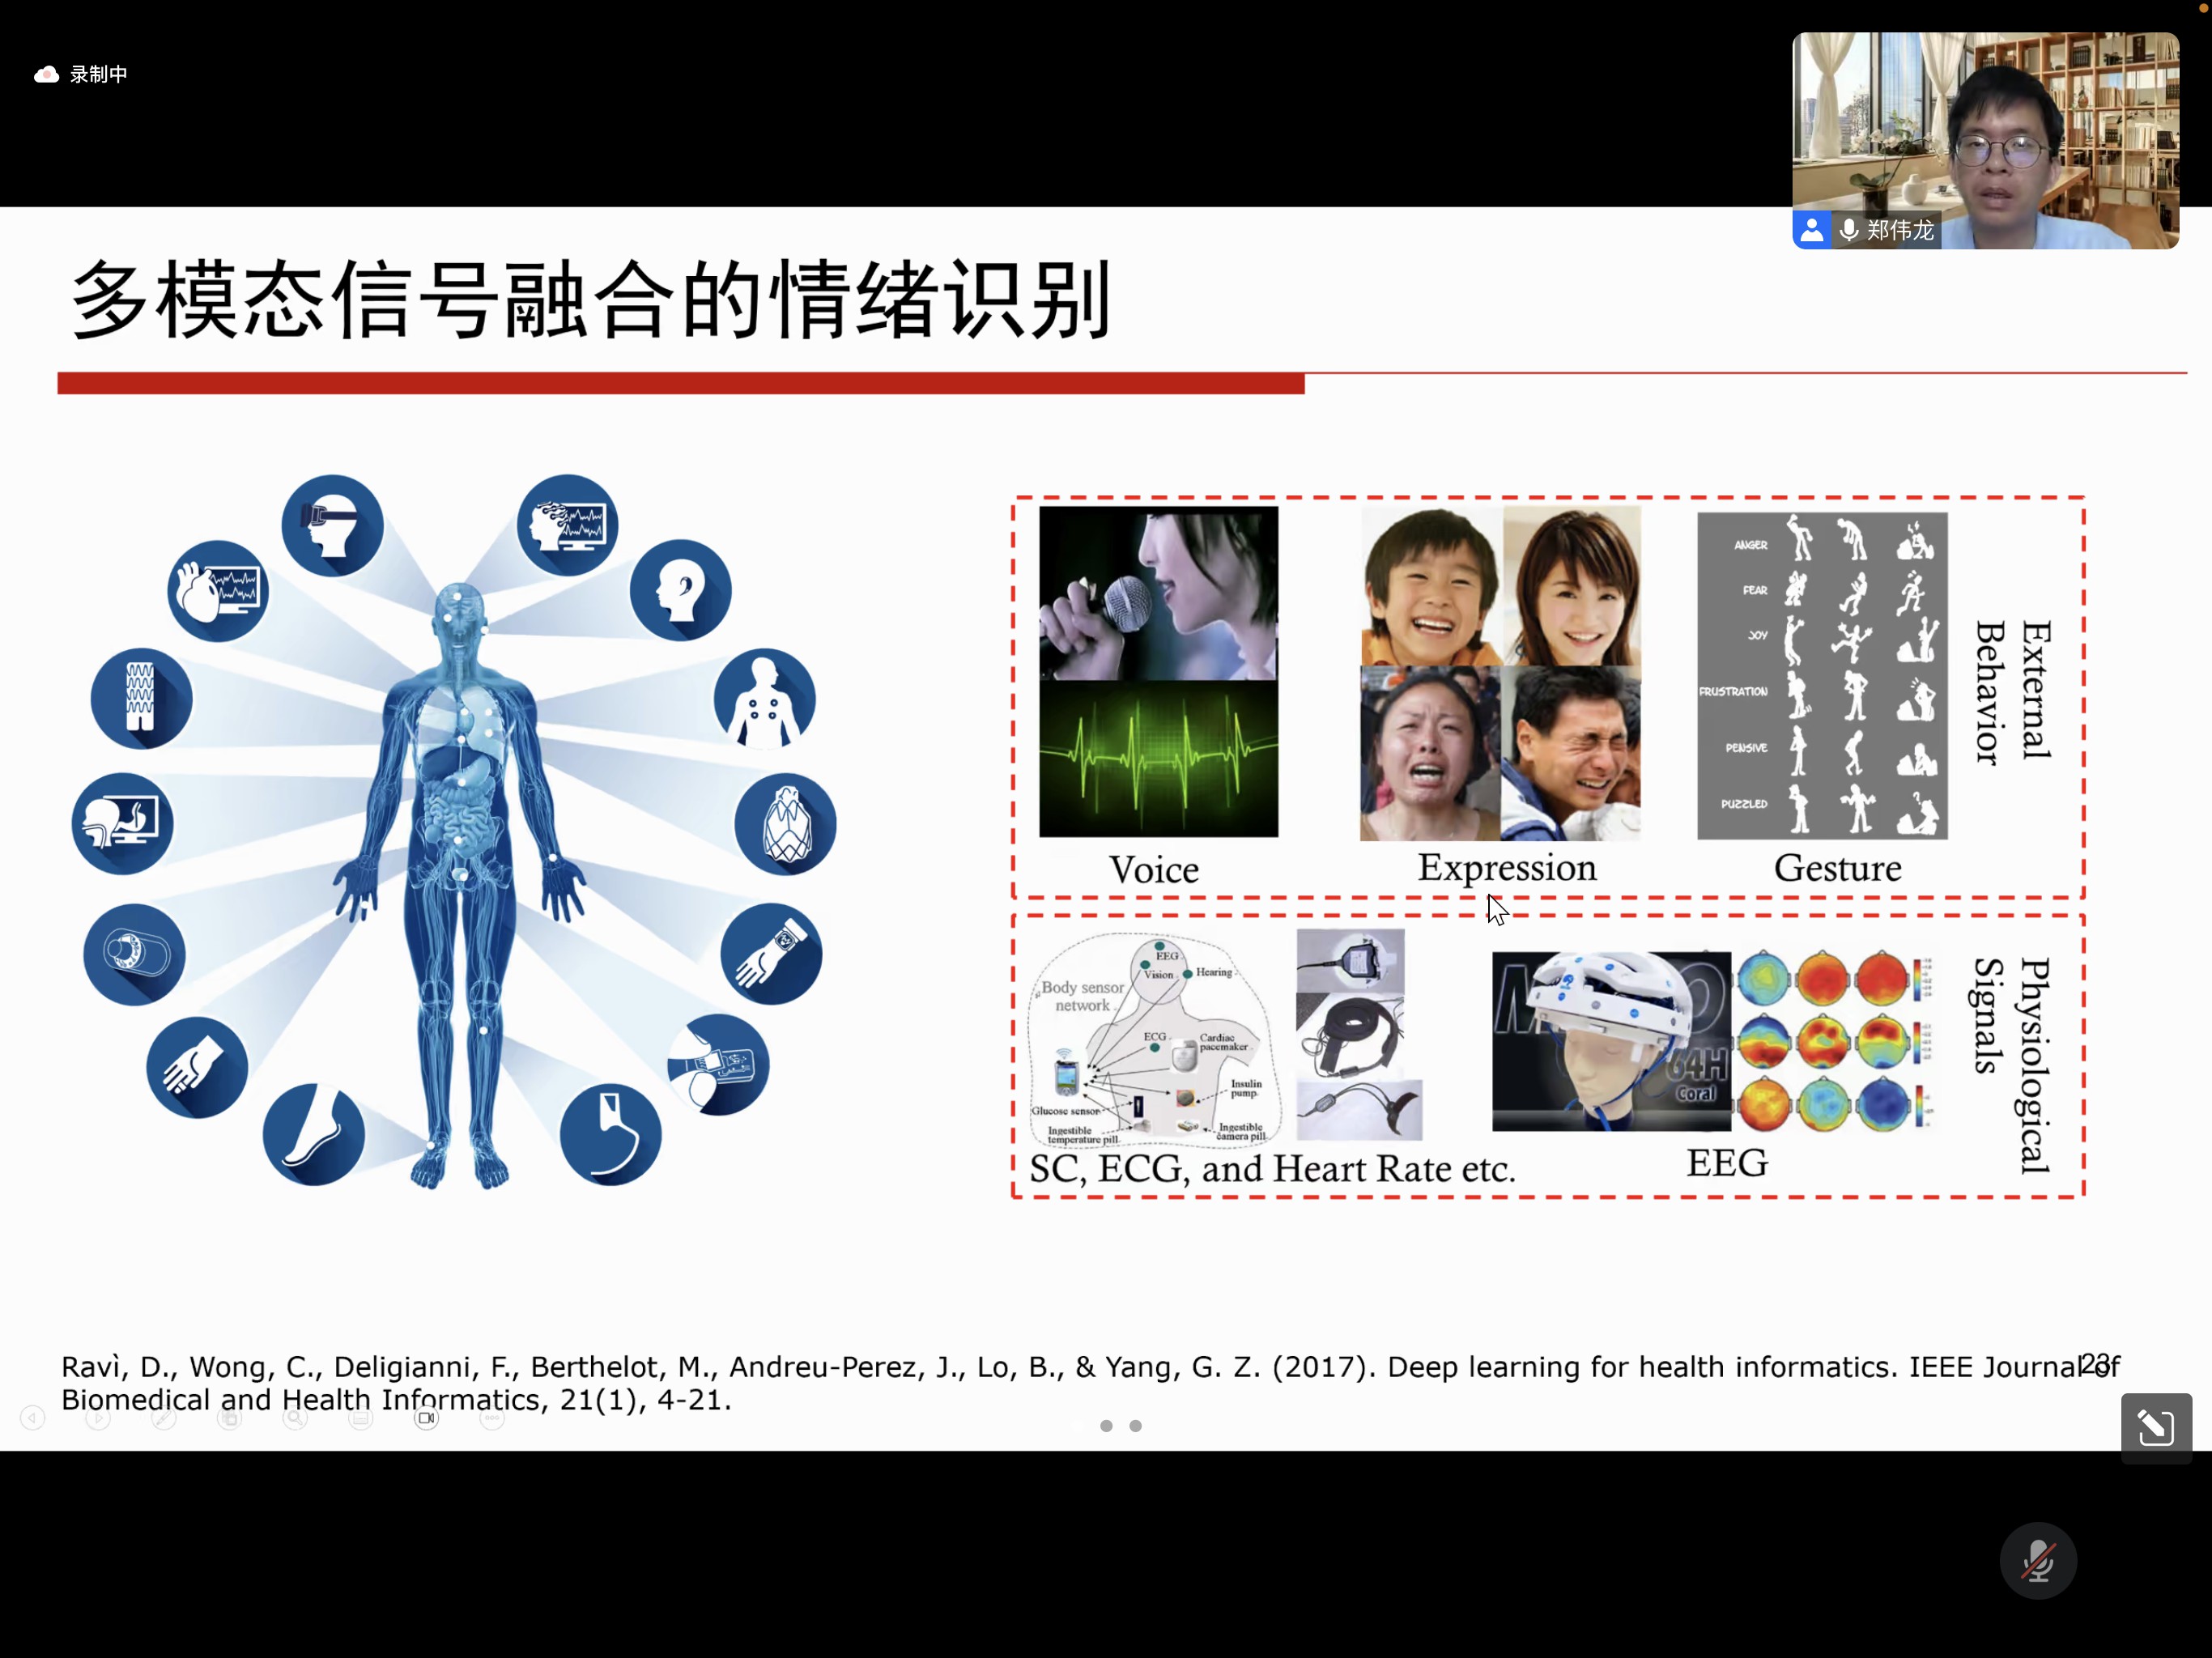 录制中
郑伟龙
多模态信号融合的情绪识别
ANGER
FEAR
JOY
FRUSTRATION
PENSIVE
PUZZLED
Voice
Expression
Gesture
External
Behavior
EEG
Vision
Hearing
Body sensor
network
ECG
Cardiac
pacemaker
Insulin
pump
Glucose sensor
Ingestible
temperature pill
Ingestible
camera pill
64H
Coral
SC, ECG, and Heart Rate etc.
EEG
Physiological
Signals
Ravì, D., Wong, C., Deligianni, F., Berthelot, M., Andreu-Perez, J., Lo, B., & Yang, G. Z. (2017). Deep learning for health informatics. IEEE Journal of
Biomedical and Health Informatics, 21(1), 4-21.
23